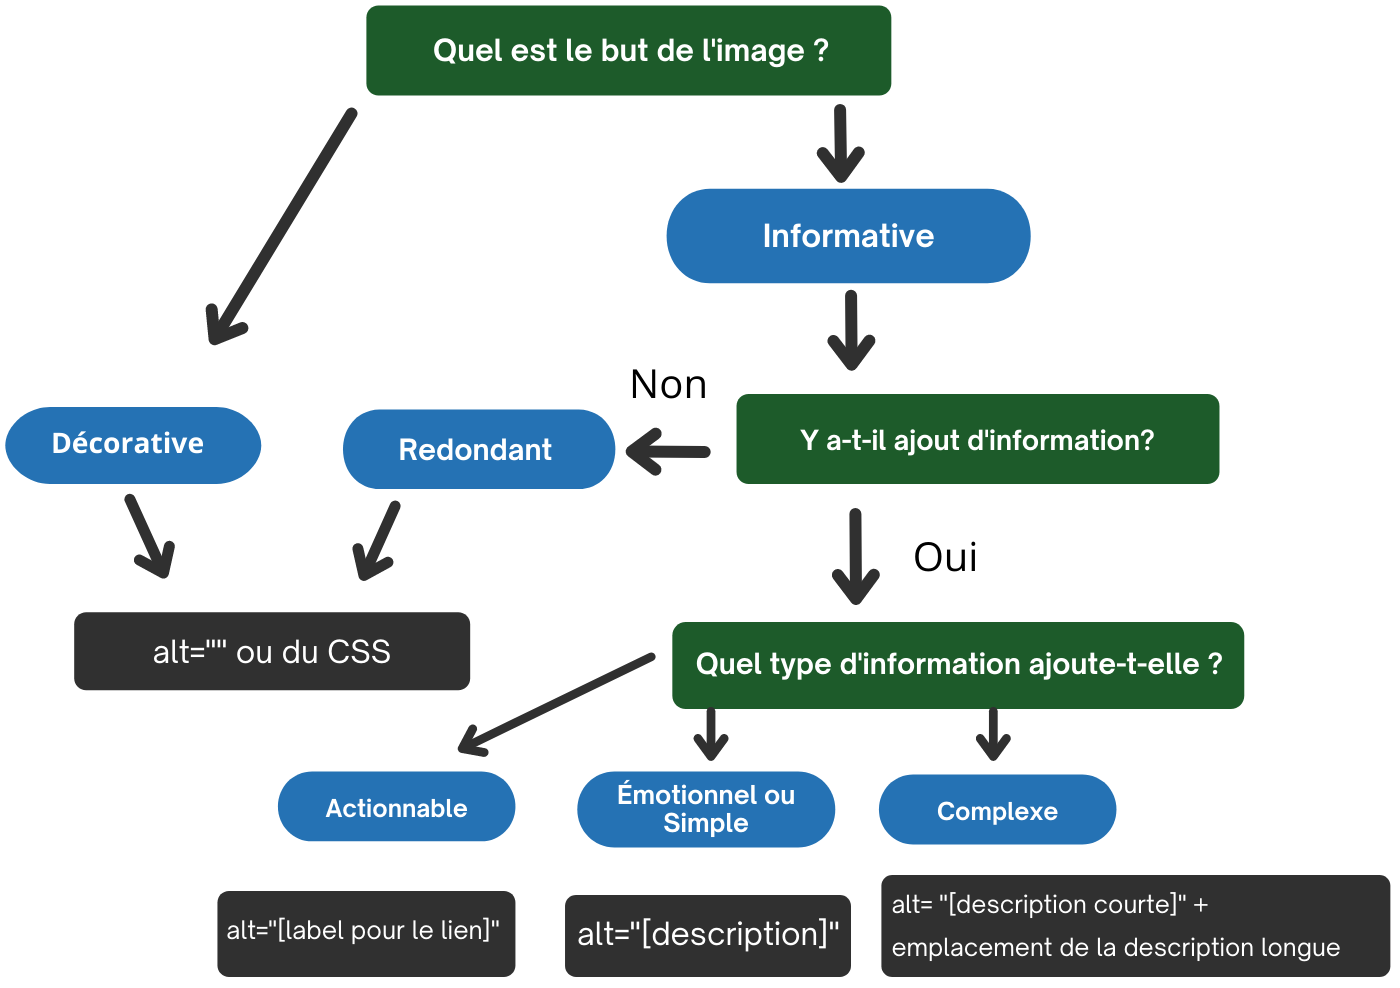 Quel est le but de l'image ?
Informative
Non
Décorative
Redondant
Y a-t-il ajout d'information?
Oui
alt="" ou du CSS
Quel type d'information ajoute-t-elle ?
Actionnable
Émotionnel ou
Simple
Complexe
alt="[label pour le lien]"
alt="[description]"
alt= "[description courte]" +
emplacement de la description longue